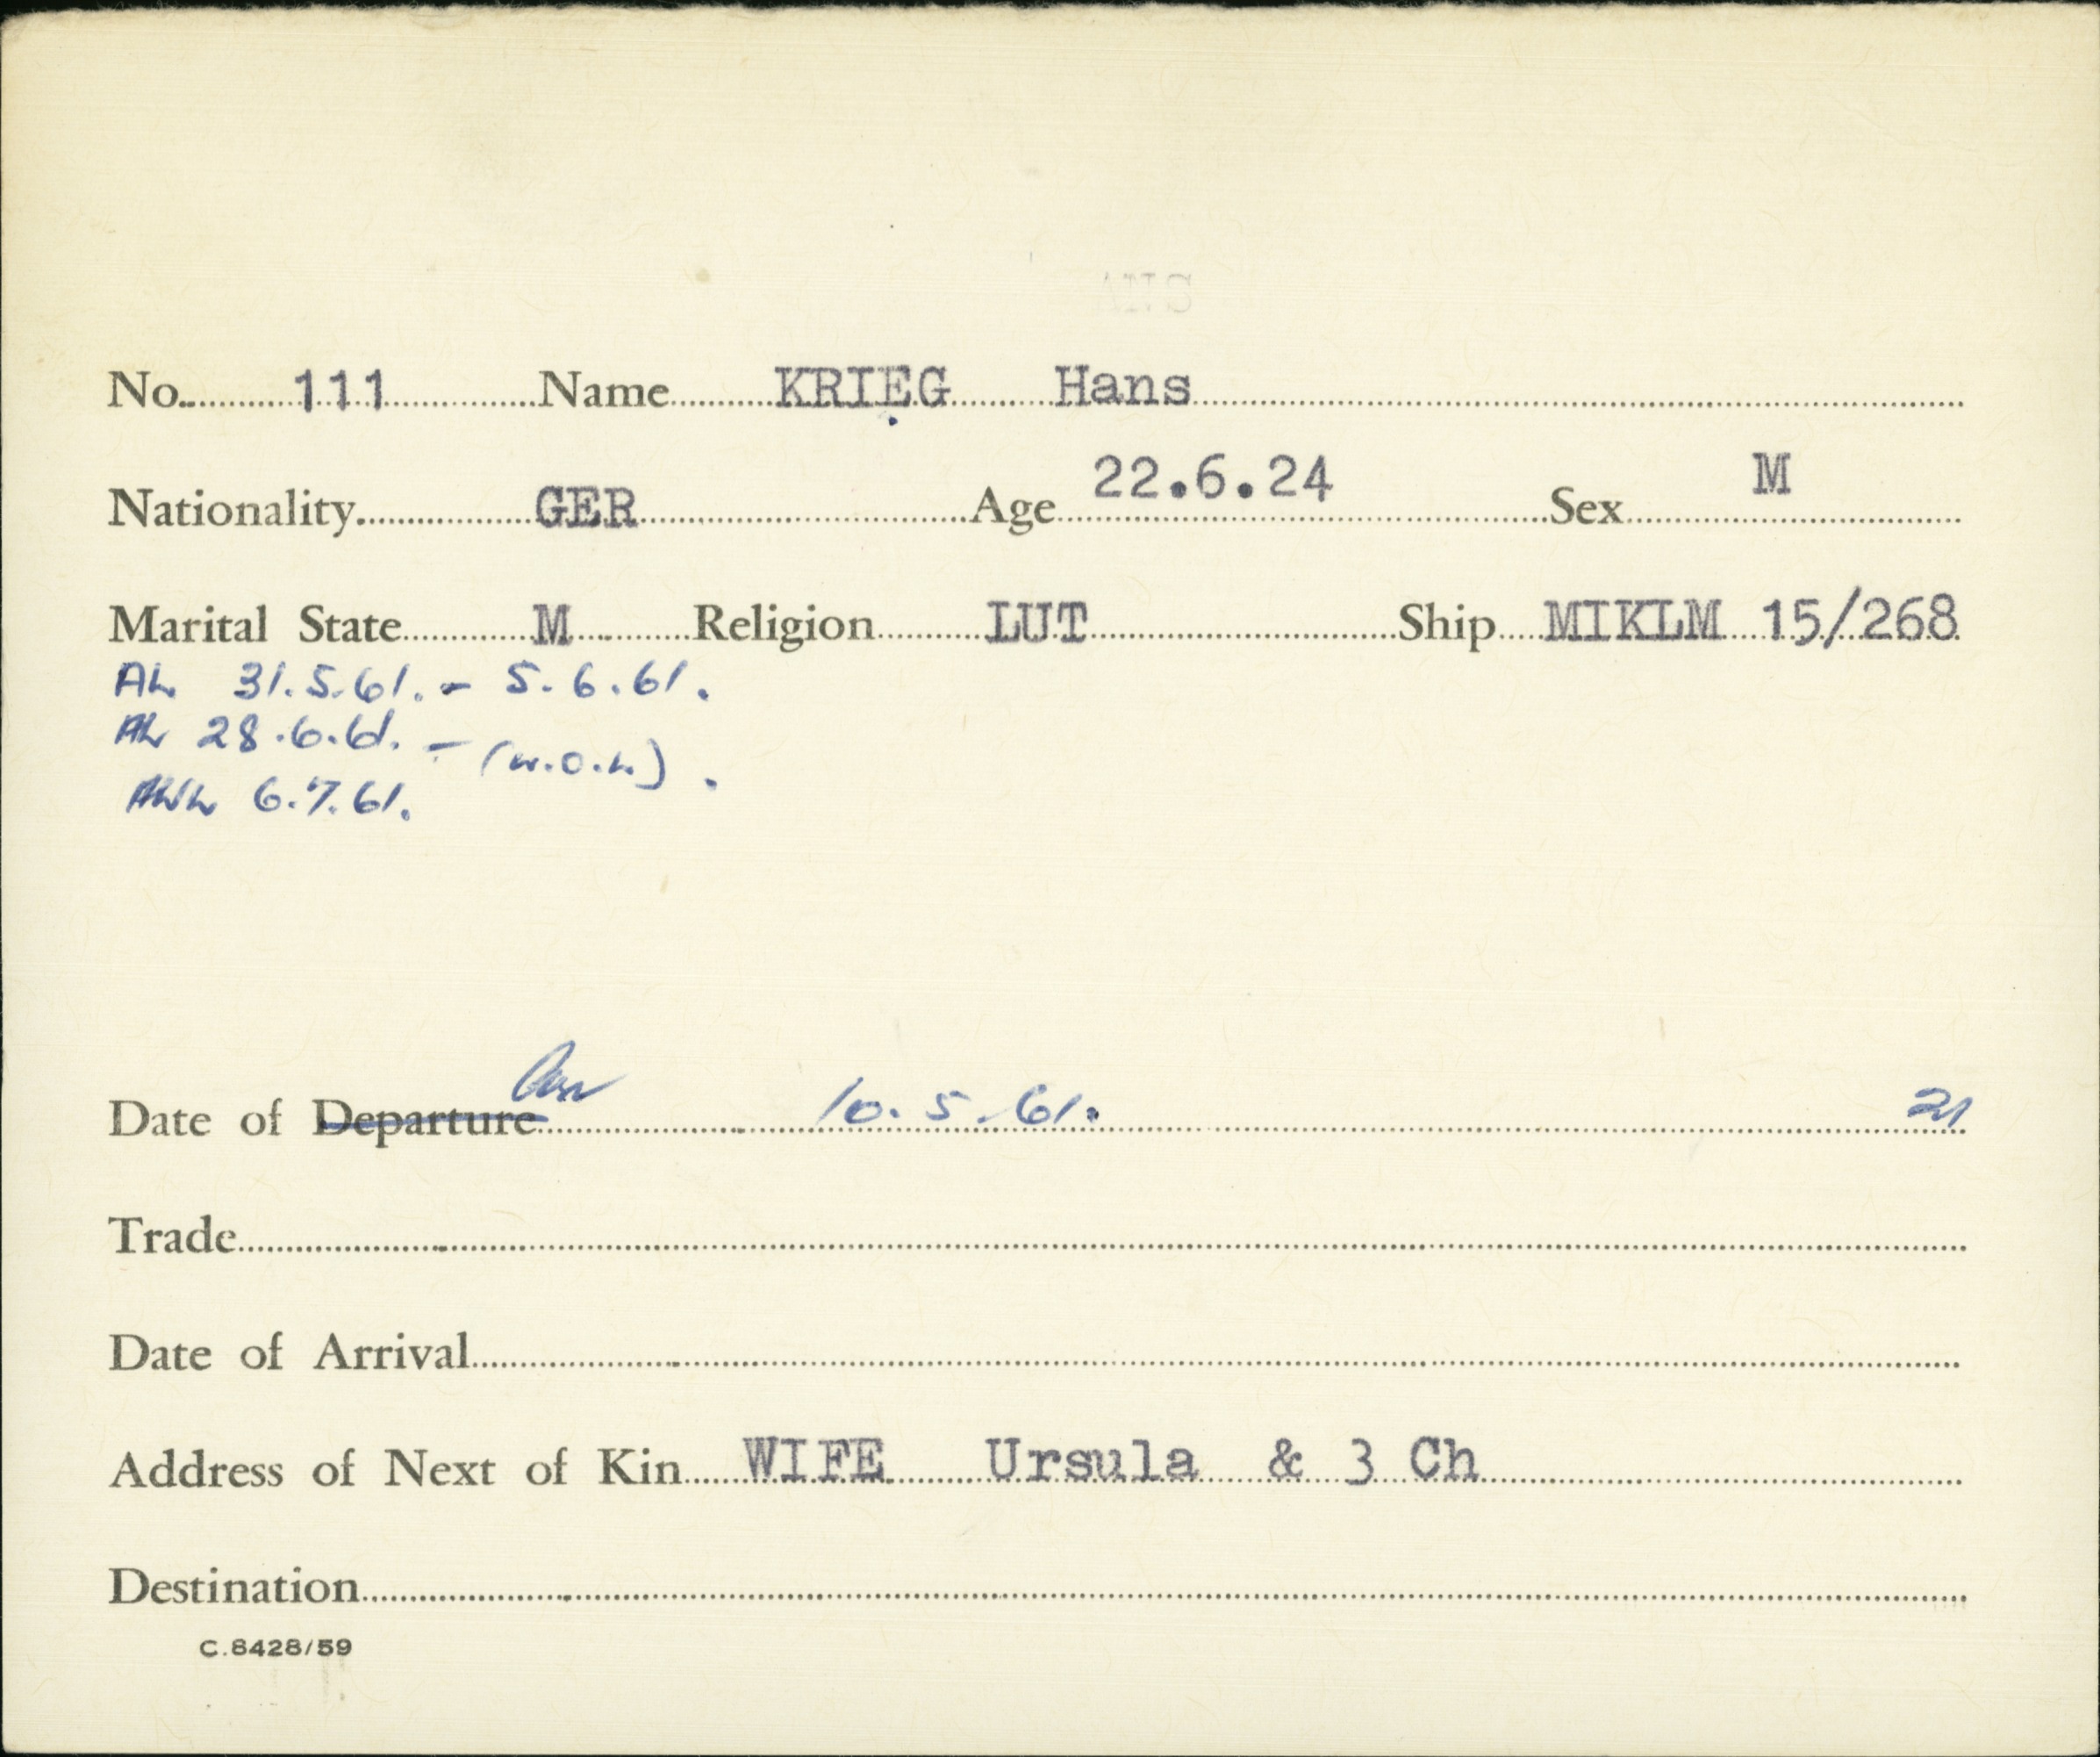 No. 111 Name KRIEG Hans
Nationality GER Age 22.6.24 Sex M
Marital State M Religion LUT Ship MIKLM 15/268
AL 31.5.61. - 5.6.61.
AL 28.6.61. - (w.o.L.).
6.7.61.
Arr
Date of Departure 10.5.61. 21
Trade
Date of Arrival
Address of Next of Kin WIFE Ursula & 3 Ch
Destination
C.8428/59